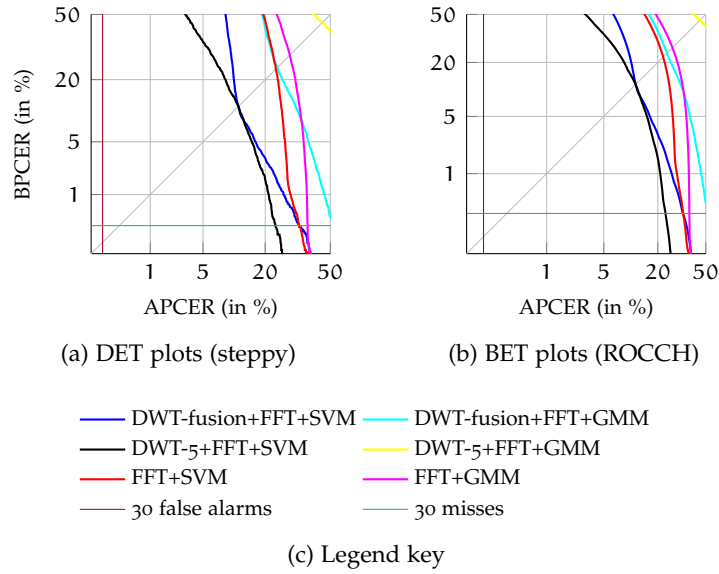 50
20
5
1
BPCER (in %)
1 5 20 50
APCER (in %)
(a) DET plots (steppy)
50
20
5
1
1 5 20 50
APCER (in %)
(b) BET plots (ROCCH)
DWT-fusion+FFT+SVM DWT-fusion+FFT+GMM
DWT-5+FFT+SVM DWT-5+FFT+GMM
FFT+SVM FFT+GMM
30 false alarms 30 misses
(c) Legend key